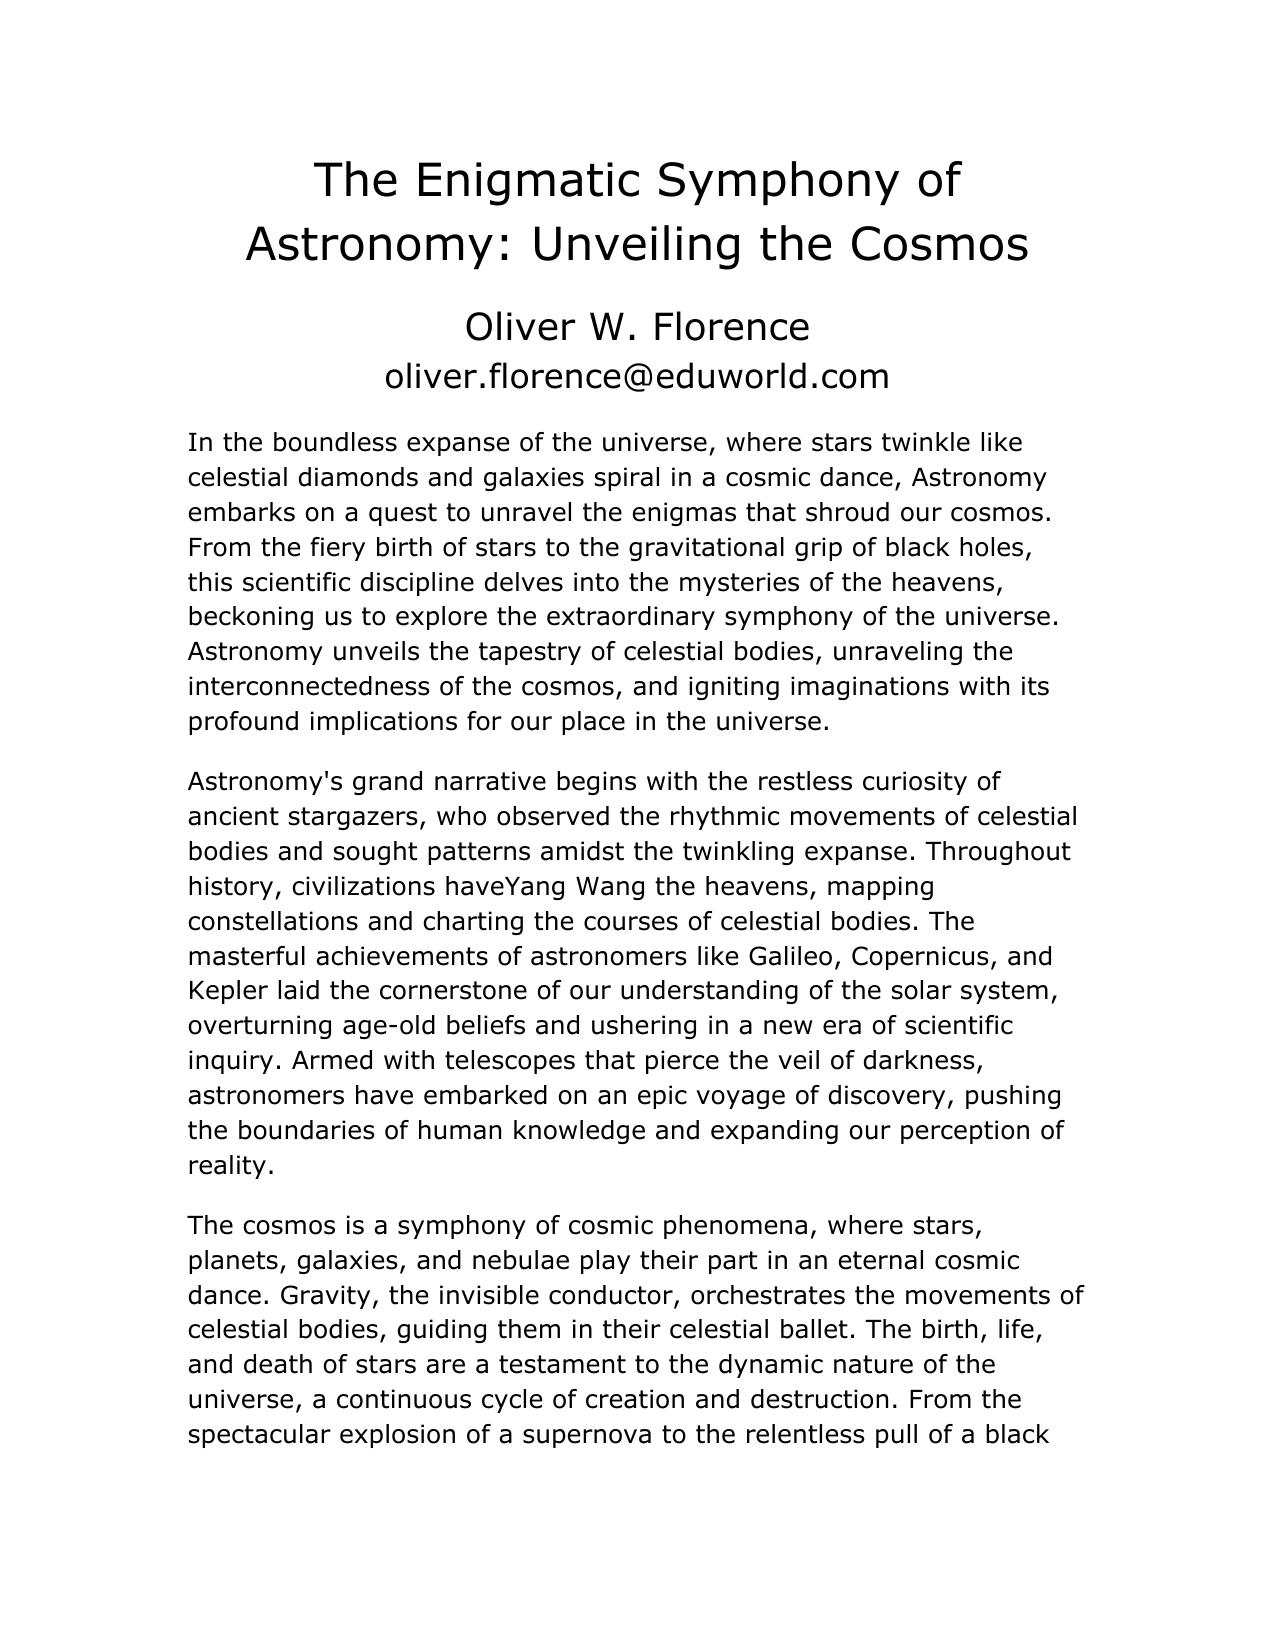 The Enigmatic Symphony of
Astronomy: Unveiling the Cosmos
Oliver W. Florence
oliver.florence@eduworld.com
In the boundless expanse of the universe, where stars twinkle like
celestial diamonds and galaxies spiral in a cosmic dance, Astronomy
embarks on a quest to unravel the enigmas that shroud our cosmos.
From the fiery birth of stars to the gravitational grip of black holes,
this scientific discipline delves into the mysteries of the heavens,
beckoning us to explore the extraordinary symphony of the universe.
Astronomy unveils the tapestry of celestial bodies, unraveling the
interconnectedness of the cosmos, and igniting imaginations with its
profound implications for our place in the universe.
Astronomy's grand narrative begins with the restless curiosity of
ancient stargazers, who observed the rhythmic movements of celestial
bodies and sought patterns amidst the twinkling expanse. Throughout
history, civilizations haveYang Wang the heavens, mapping
constellations and charting the courses of celestial bodies. The
masterful achievements of astronomers like Galileo, Copernicus, and
Kepler laid the cornerstone of our understanding of the solar system,
overturning age-old beliefs and ushering in a new era of scientific
inquiry. Armed with telescopes that pierce the veil of darkness,
astronomers have embarked on an epic voyage of discovery, pushing
the boundaries of human knowledge and expanding our perception of
reality.
The cosmos is a symphony of cosmic phenomena, where stars,
planets, galaxies, and nebulae play their part in an eternal cosmic
dance. Gravity, the invisible conductor, orchestrates the movements of
celestial bodies, guiding them in their celestial ballet. The birth, life,
and death of stars are a testament to the dynamic nature of the
universe, a continuous cycle of creation and destruction. From the
spectacular explosion of a supernova to the relentless pull of a black